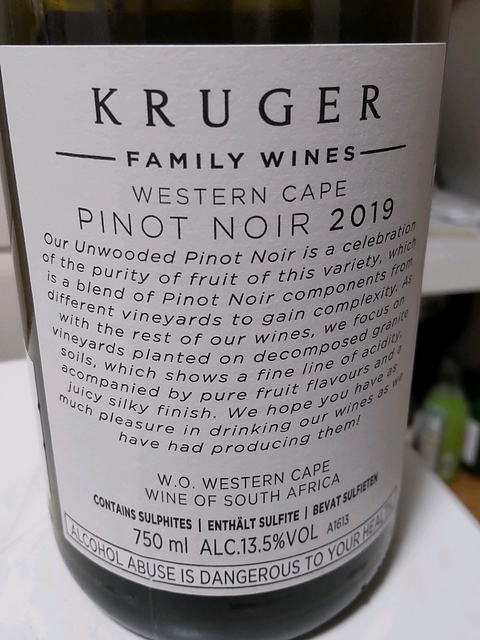 KRUGER
FAMILY WINES
WESTERN CAPE
PINOT NOIR 2019
Our Unwooded Pinot Noir is a celebration
of the purity of fruit of this variety, which
is a blend of Pinot Noir components from
different vineyards to gain complexity. As
with the rest of our wines, we focus on
vineyards planted on decomposed granite
soils, which shows a fine line of acidity,
acompanied by pure fruit flavours and a
juicy silky finish. We hope you have as
much pleasure in drinking our wines as we
have had producing them!
W.O. WESTERN CAPE
WINE OF SOUTH AFRICA
CONTAINS SULPHITES | ENTHÄLT SULFITE | BEVAT SULFIETEN
750 ml ALC.13.5%VOL A1613
ALCOHOL ABUSE IS DANGEROUS TO YOUR HEALTH